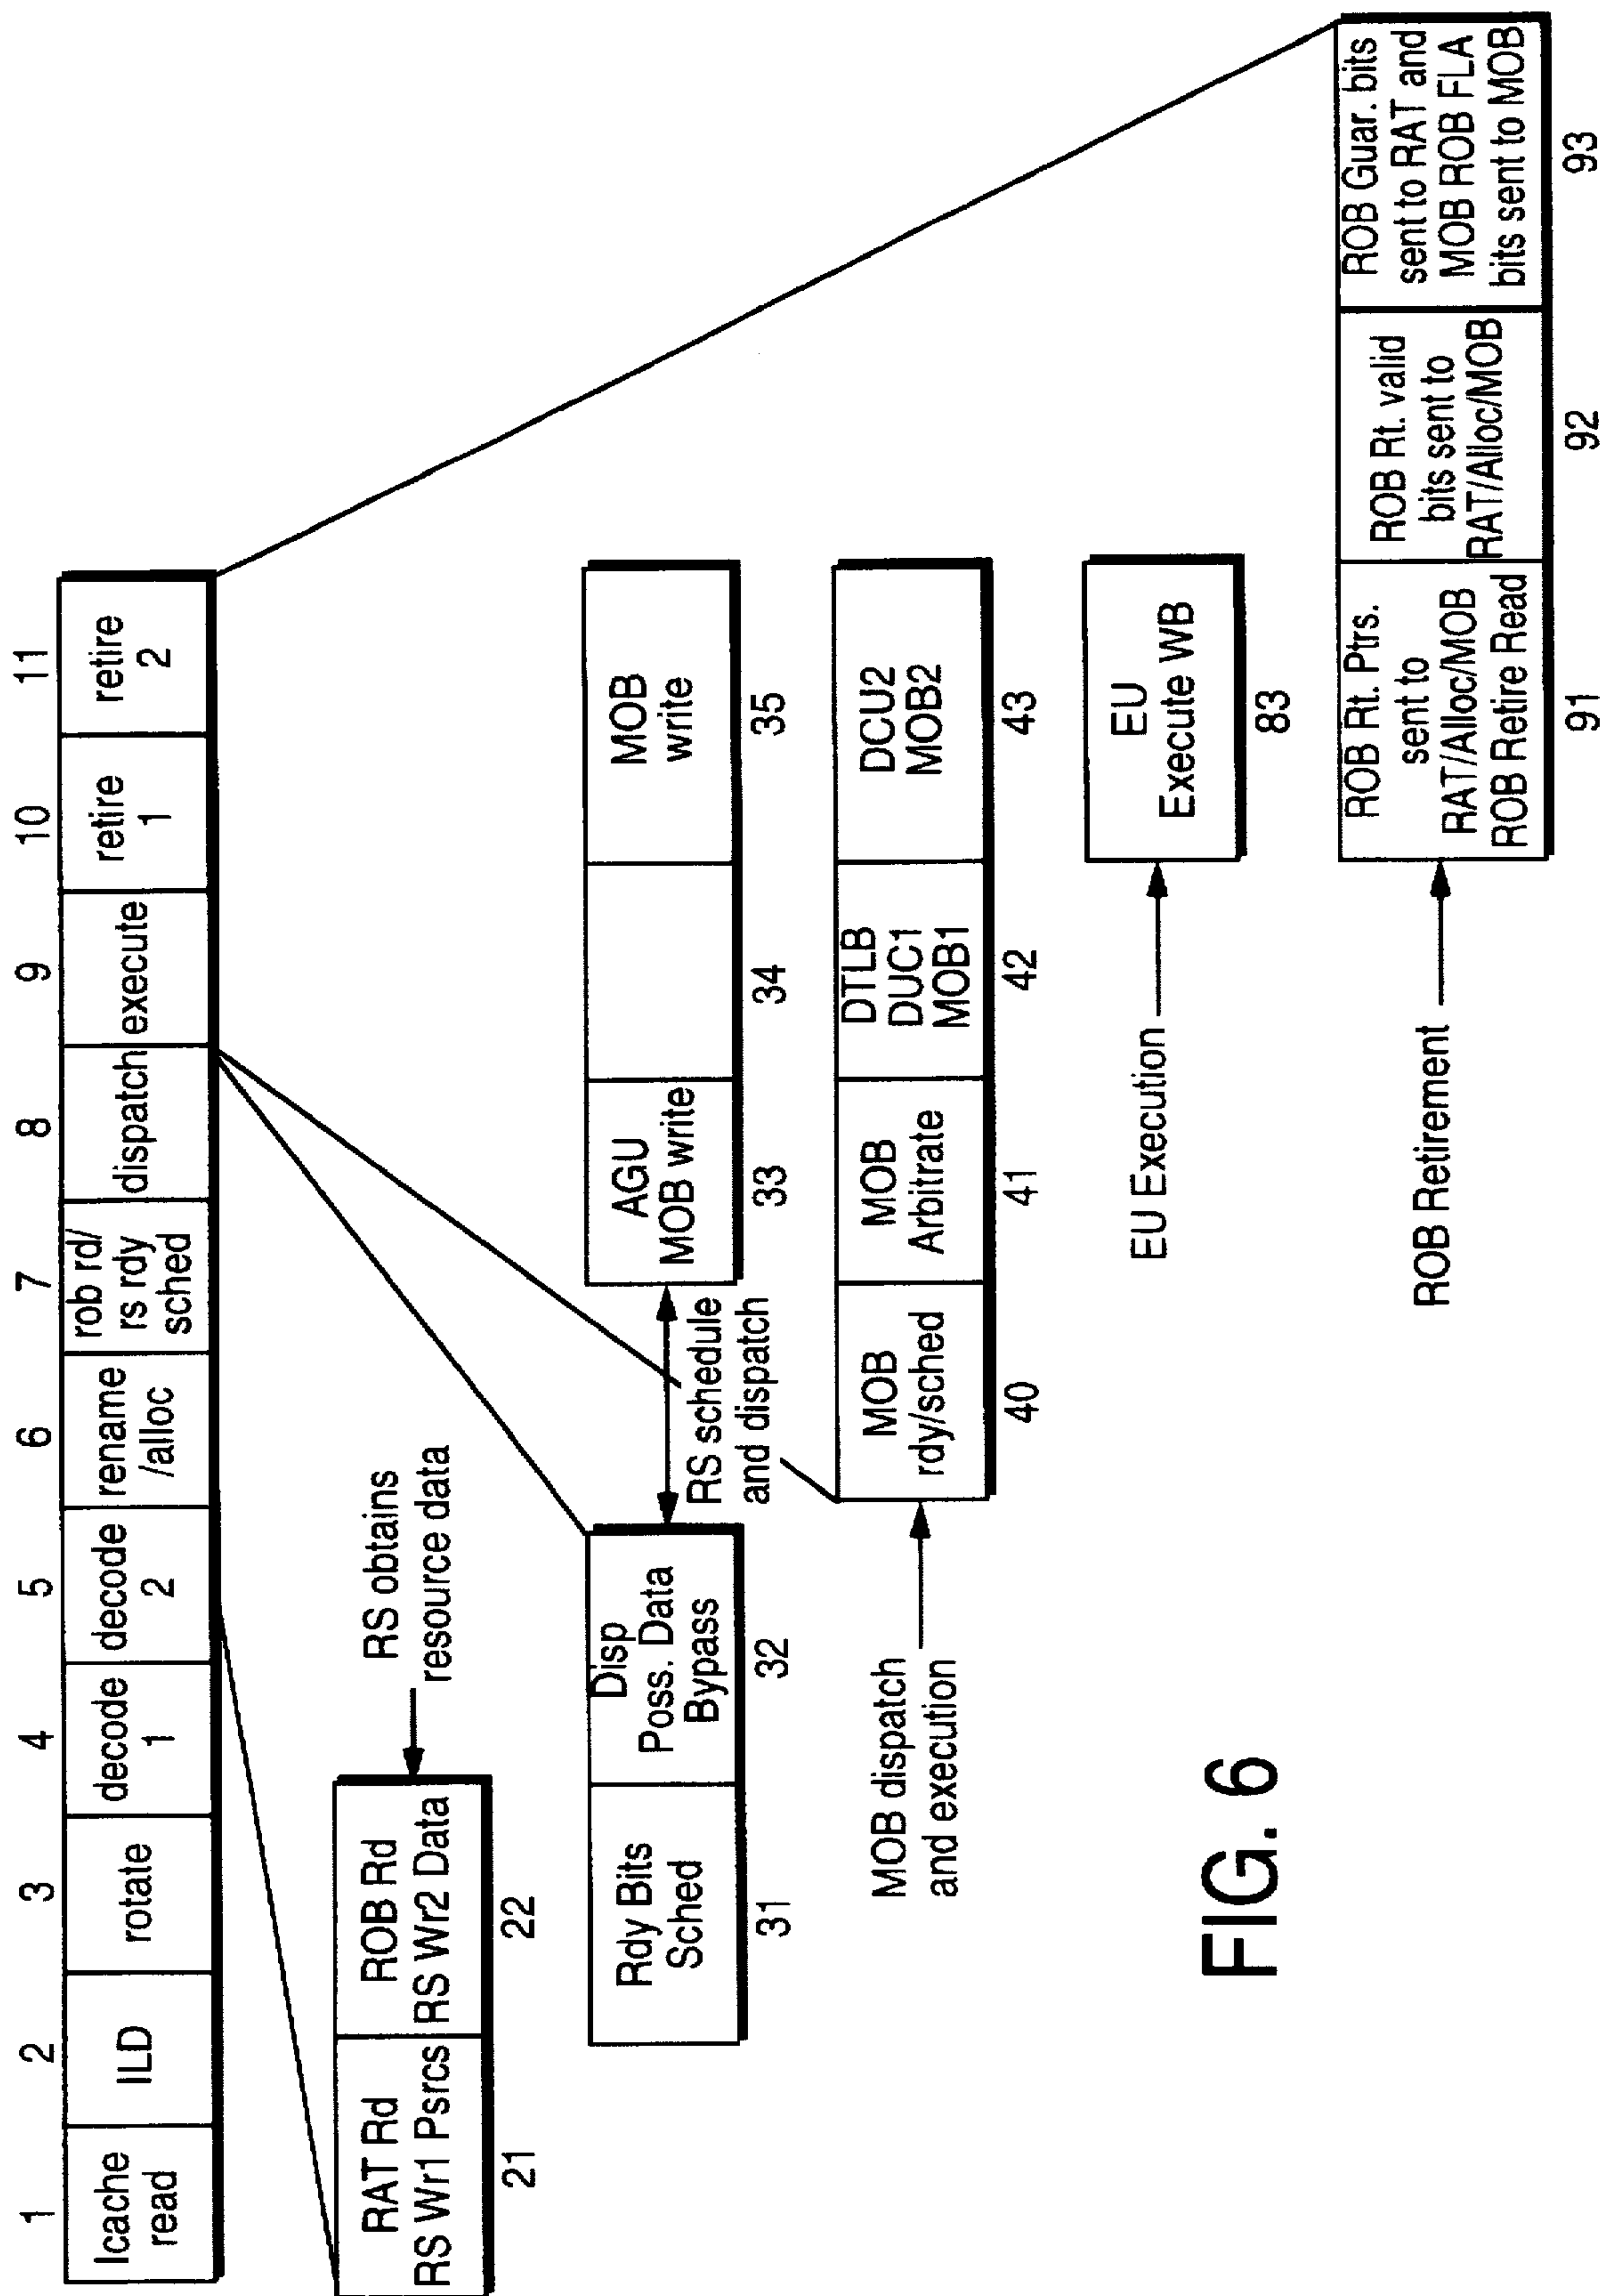 1 2 3 4 5 6 7 8 9 10 11
Icache
read
ILD
rotate
decode
1
decode
2
rename
/alloc
rob rd/
rs rdy
sched
dispatch
execute
retire
1
retire
2
RAT Rd
RS Wr1 Psrcs
21
ROB Rd
RS Wr2 Data
22
RS obtains
resource data
Rdy Bits
Sched
31
Disp
Poss. Data
Bypass
32
RS schedule
and dispatch
AGU
MOB write
33
34
MOB
write
35
MOB dispatch
and execution
MOB
rdy/sched
40
MOB
Arbitrate
41
DTLB
DUC1
MOB1
42
DCU2
MOB2
43
EU Execution
EU
Execute WB
83
ROB Retirement
ROB Rt. Ptrs.
sent to
RAT/Alloc/MOB
ROB Retire Read
91
ROB Rt. valid
bits sent to
RAT/Alloc/MOB
92
ROB Guar. bits
sent to RAT and
MOB ROB FLA
bits sent to MOB
93
FIG. 6